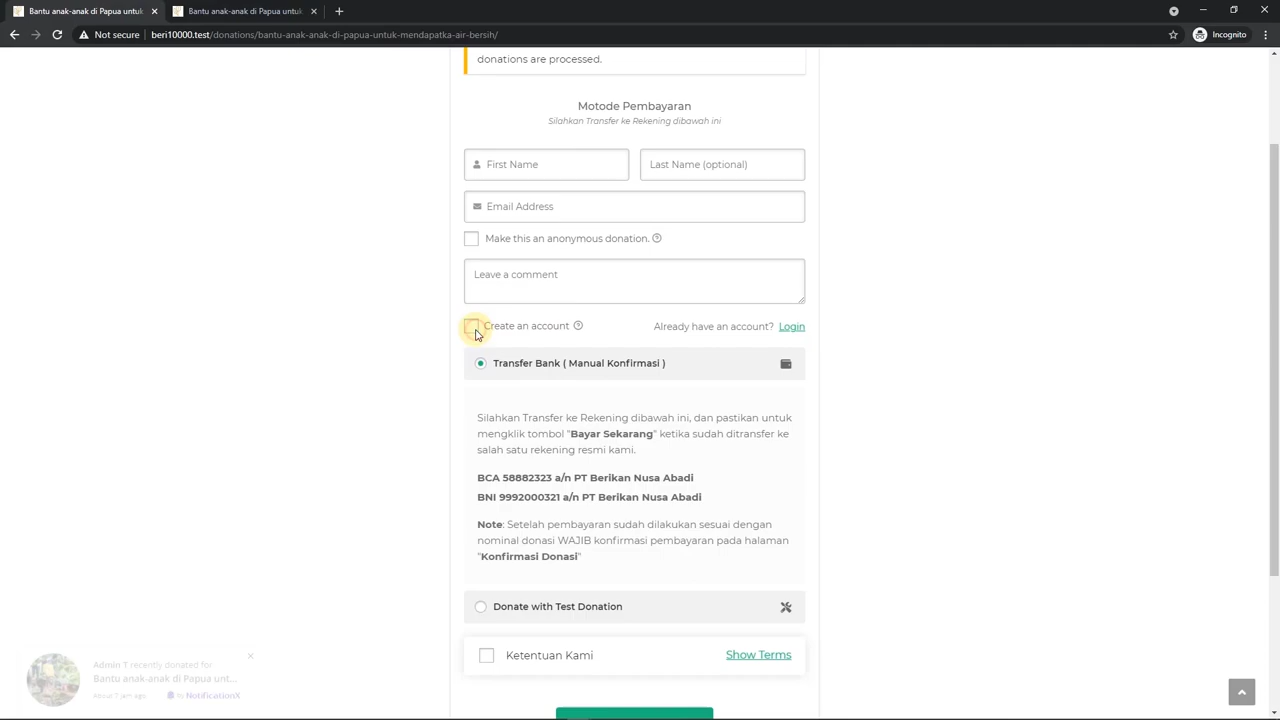 Bantu anak-anak di Papua untuk
Bantu anak-anak di Papua untuk
Not secure
beri10000.test/donations/bantu-anak-anak-di-papua-untuk-mendapatka-air-bersih/
Incognito
donations are processed.
Motode Pembayaran
Silahkan Transfer ke Rekening dibawah ini
First Name
Last Name (optional)
Email Address
Make this an anonymous donation.
Leave a comment
Create an account
Already have an account? Login
Transfer Bank ( Manual Konfirmasi )
Silahkan Transfer ke Rekening dibawah ini, dan pastikan untuk
mengklik tombol "Bayar Sekarang" ketika sudah ditransfer ke
salah satu rekening resmi kami.
BCA 58882323 a/n PT Berikan Nusa Abadi
BNI 9992000321 a/n PT Berikan Nusa Abadi
Note: Setelah pembayaran sudah dilakukan sesuai dengan
nominal donasi WAJIB konfirmasi pembayaran pada halaman
"Konfirmasi Donasi"
Donate with Test Donation
Ketentuan Kami
Show Terms
Admin T recently donated for
Bantu anak-anak di Papua unt...
About 7 jam ago
by NotificationX